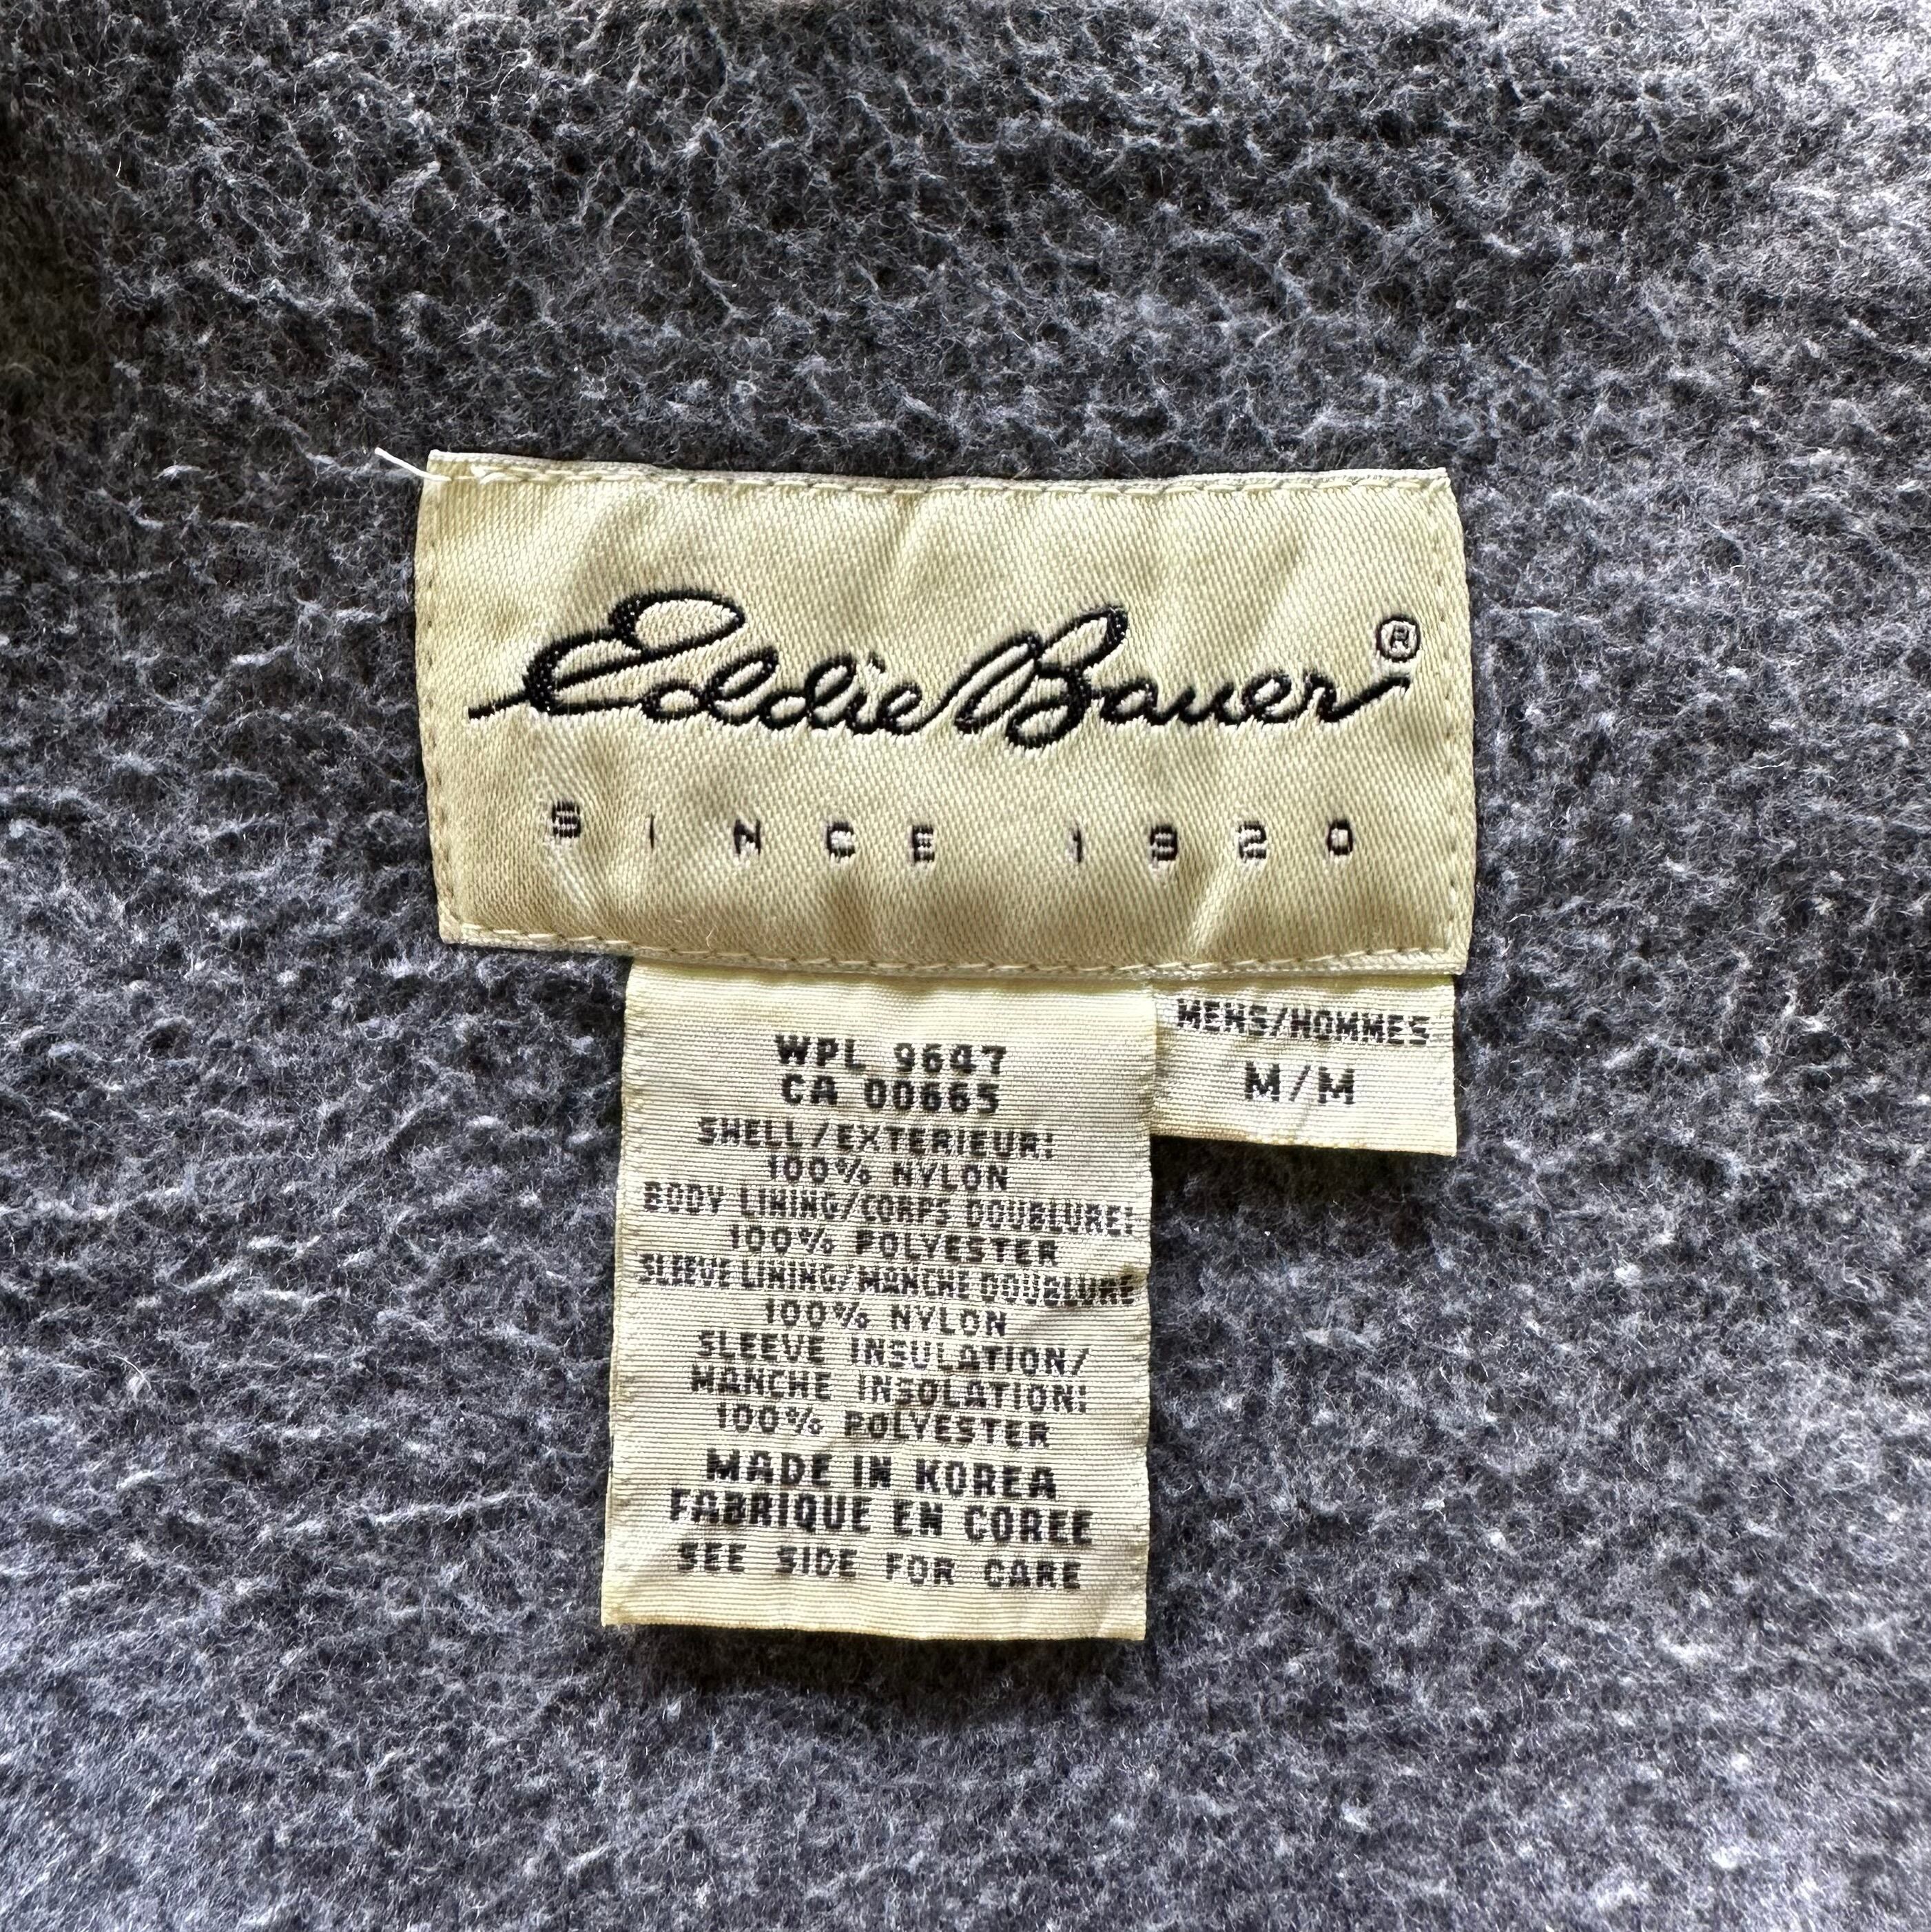 Eddie Bauer®
SINCE 1920
MENS/HOMMES
M/M
WPL 9647
CA 00665
SHELL/EXTERIEUR:
100% NYLON
BODY LINING/CORPS DOUBLURE:
100% POLYESTER
SLEEVE LINING/MANCHE DOUBLURE
100% NYLON
SLEEVE INSULATION/
MANCHE INSOLATION:
100% POLYESTER
MADE IN KOREA
FABRIQUE EN COREE
SEE SIDE FOR CARE